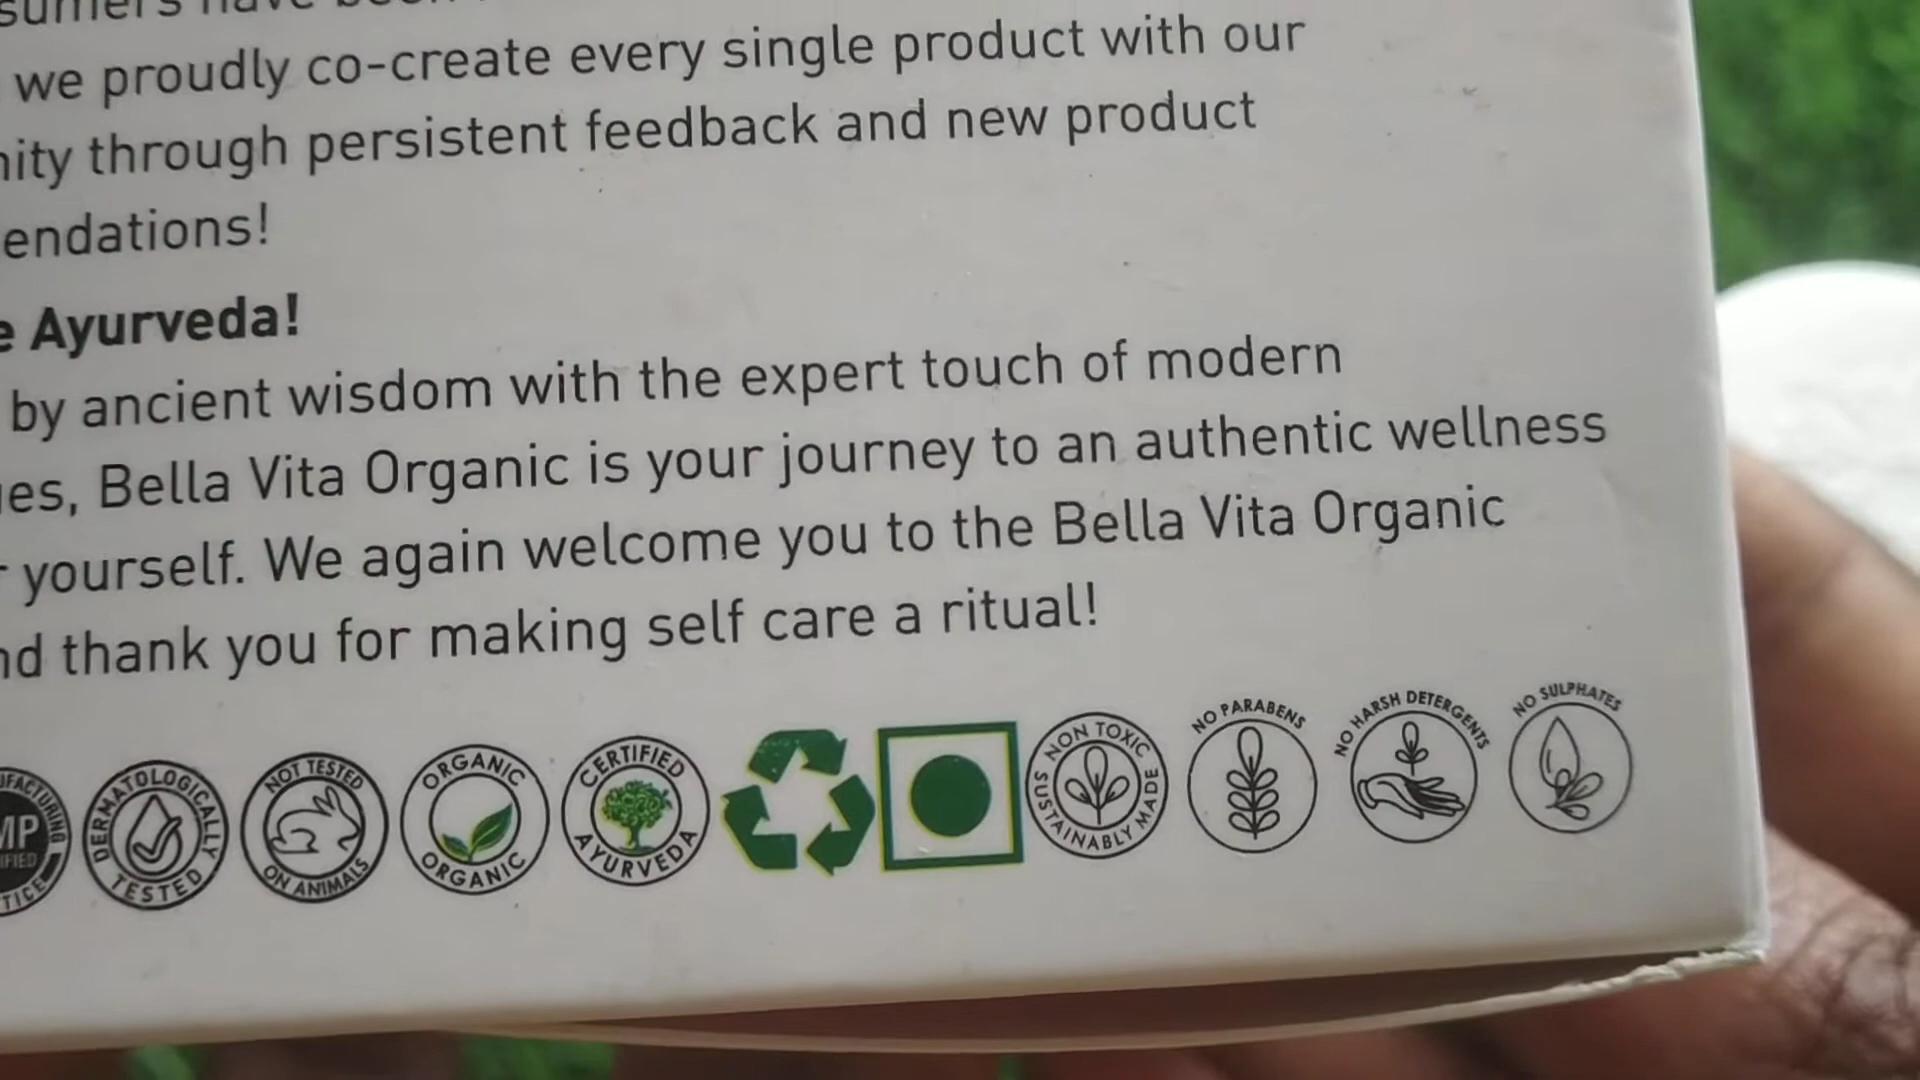 we proudly co-create every single product with our
through persistent feedback and new product
endations!
Ayurveda!
by ancient wisdom with the expert touch of modern
es, Bella Vita Organic is your journey to an authentic wellness
yourself. We again welcome you to the Bella Vita Organic
thank you for making self care a ritual!
DERMATOLOGICALLY TESTED
NOT TESTED ON ANIMALS
ORGANIC ORGANIC
CERTIFIED AYURVEDA
NON TOXIC SUSTAINABLY MADE
NO PARABENS
NO HARSH DETERGENTS
NO SULPHATES